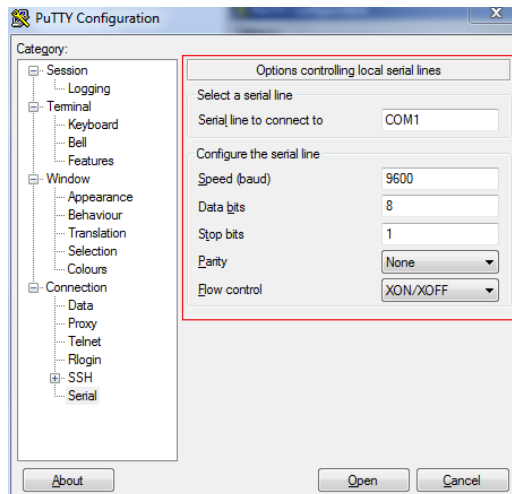 PuTTY Configuration
Category:
Session
Logging
Terminal
Keyboard
Bell
Features
Window
Appearance
Behaviour
Translation
Selection
Colours
Connection
Data
Proxy
Telnet
Rlogin
SSH
Serial
Options controlling local serial lines
Select a serial line
Serial line to connect to COM1
Configure the serial line
Speed (baud) 9600
Data bits 8
Stop bits 1
Parity None
Flow control XON/XOFF
About Open Cancel